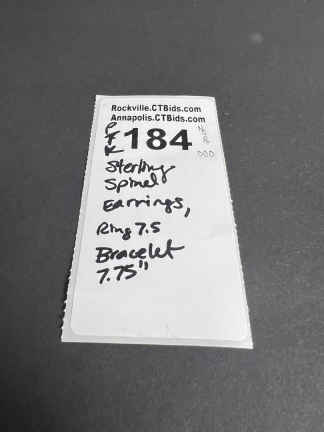 Rockville.CTBids.com
Annapolis.CTBids.com
184
Sterling
Spinel
Earrings,
Ring 7.5
Bracelet
7.75"